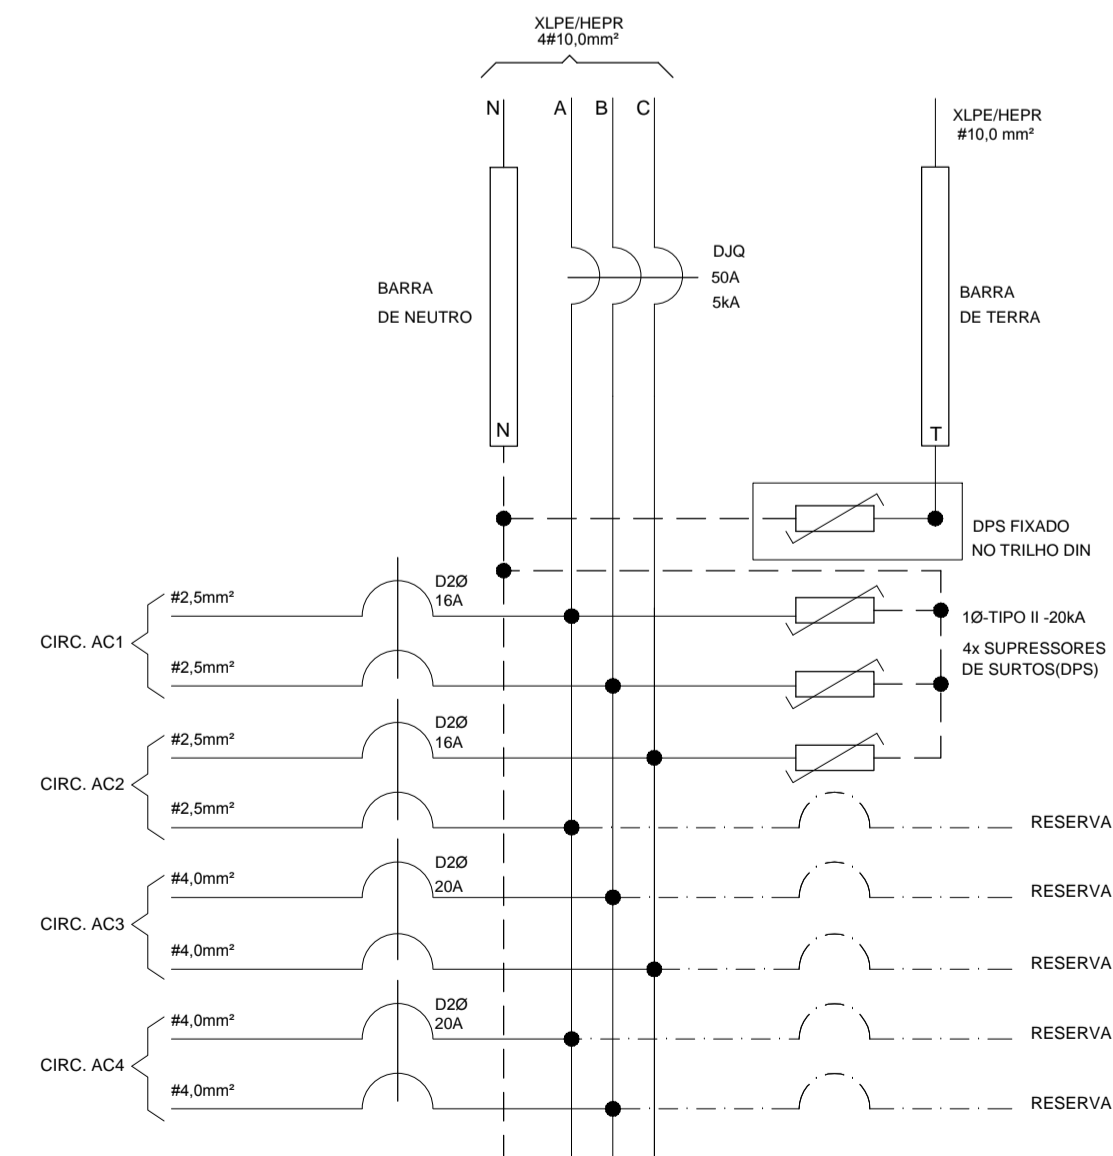 XLPE/HEPR
4#10,0mm²
N
A
B
C
XLPE/HEPR
#10,0 mm²
DJQ
50A
5kA
BARRA
DE NEUTRO
BARRA
DE TERRA
N
T
DPS FIXADO
NO TRILHO DIN
D2Ø
16A
#2,5mm²
CIRC. AC1
#2,5mm²
1Ø-TIPO II -20kA
4x SUPRESSORES
DE SURTOS(DPS)
D2Ø
16A
#2,5mm²
CIRC. AC2
#2,5mm²
RESERVA
D2Ø
20A
#4,0mm²
RESERVA
CIRC. AC3
#4,0mm²
RESERVA
D2Ø
20A
#4,0mm²
RESERVA
CIRC. AC4
#4,0mm²
RESERVA